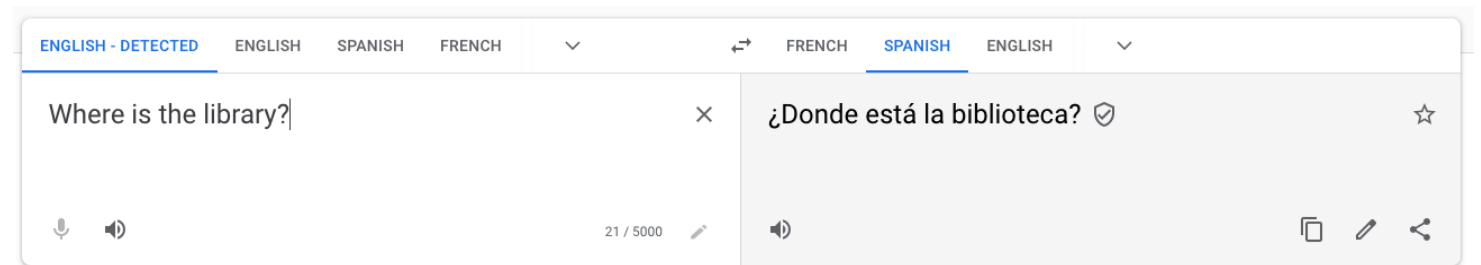 ENGLISH - DETECTED ENGLISH SPANISH FRENCH FRENCH SPANISH ENGLISH
Where is the library?
¿Donde está la biblioteca?
21 / 5000